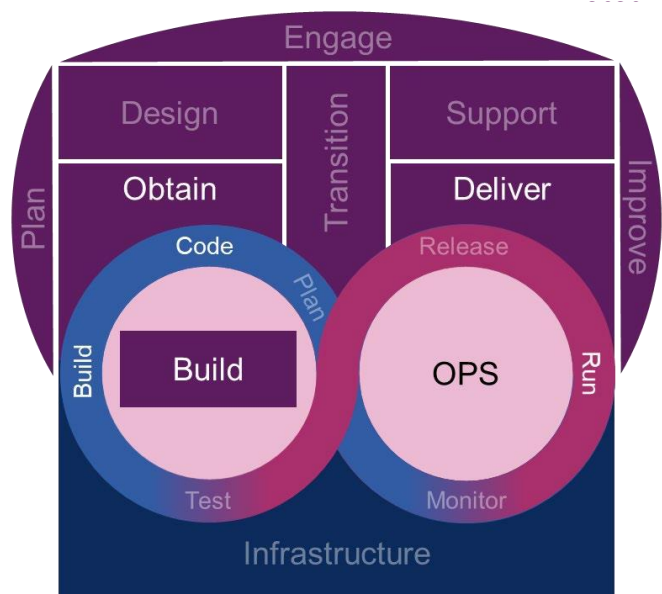 Engage
Design
Transition
Support
Plan
Obtain
Deliver
Improve
Code
Release
Plan
Build
Build
OPS
Run
Test
Monitor
Infrastructure